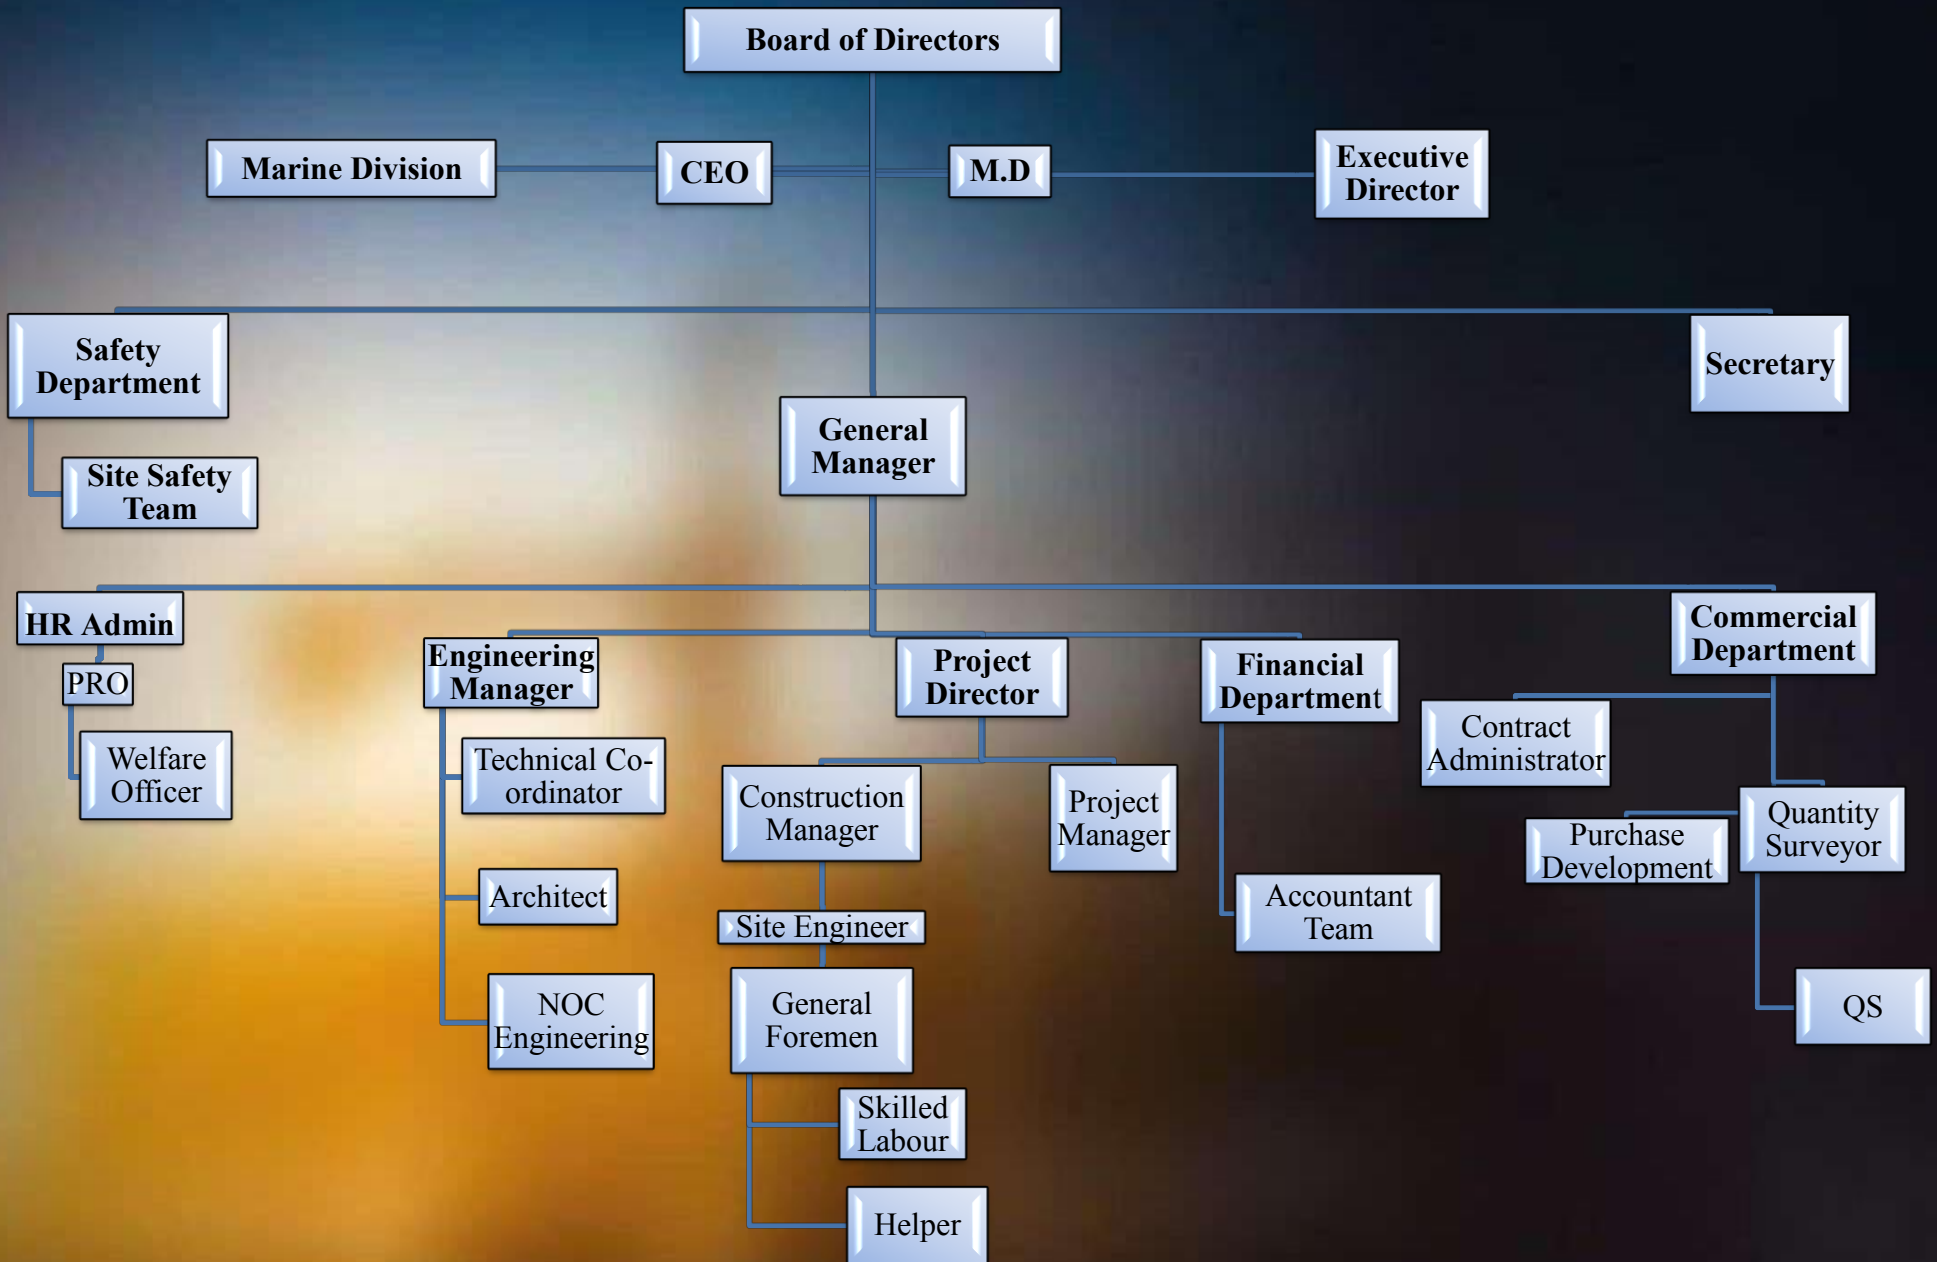 Board of Directors
Marine Division
CEO
M.D
Executive
Director
Safety
Department
Secretary
General
Manager
Site Safety
Team
HR Admin
PRO
Welfare
Officer
Engineering
Manager
Technical Co-
ordinator
Architect
NOC
Engineering
Project
Director
Construction
Manager
Project
Manager
Site Engineer
General
Foremen
Skilled
Labour
Helper
Financial
Department
Accountant
Team
Commercial
Department
Contract
Administrator
Quantity
Surveyor
Purchase
Development
QS